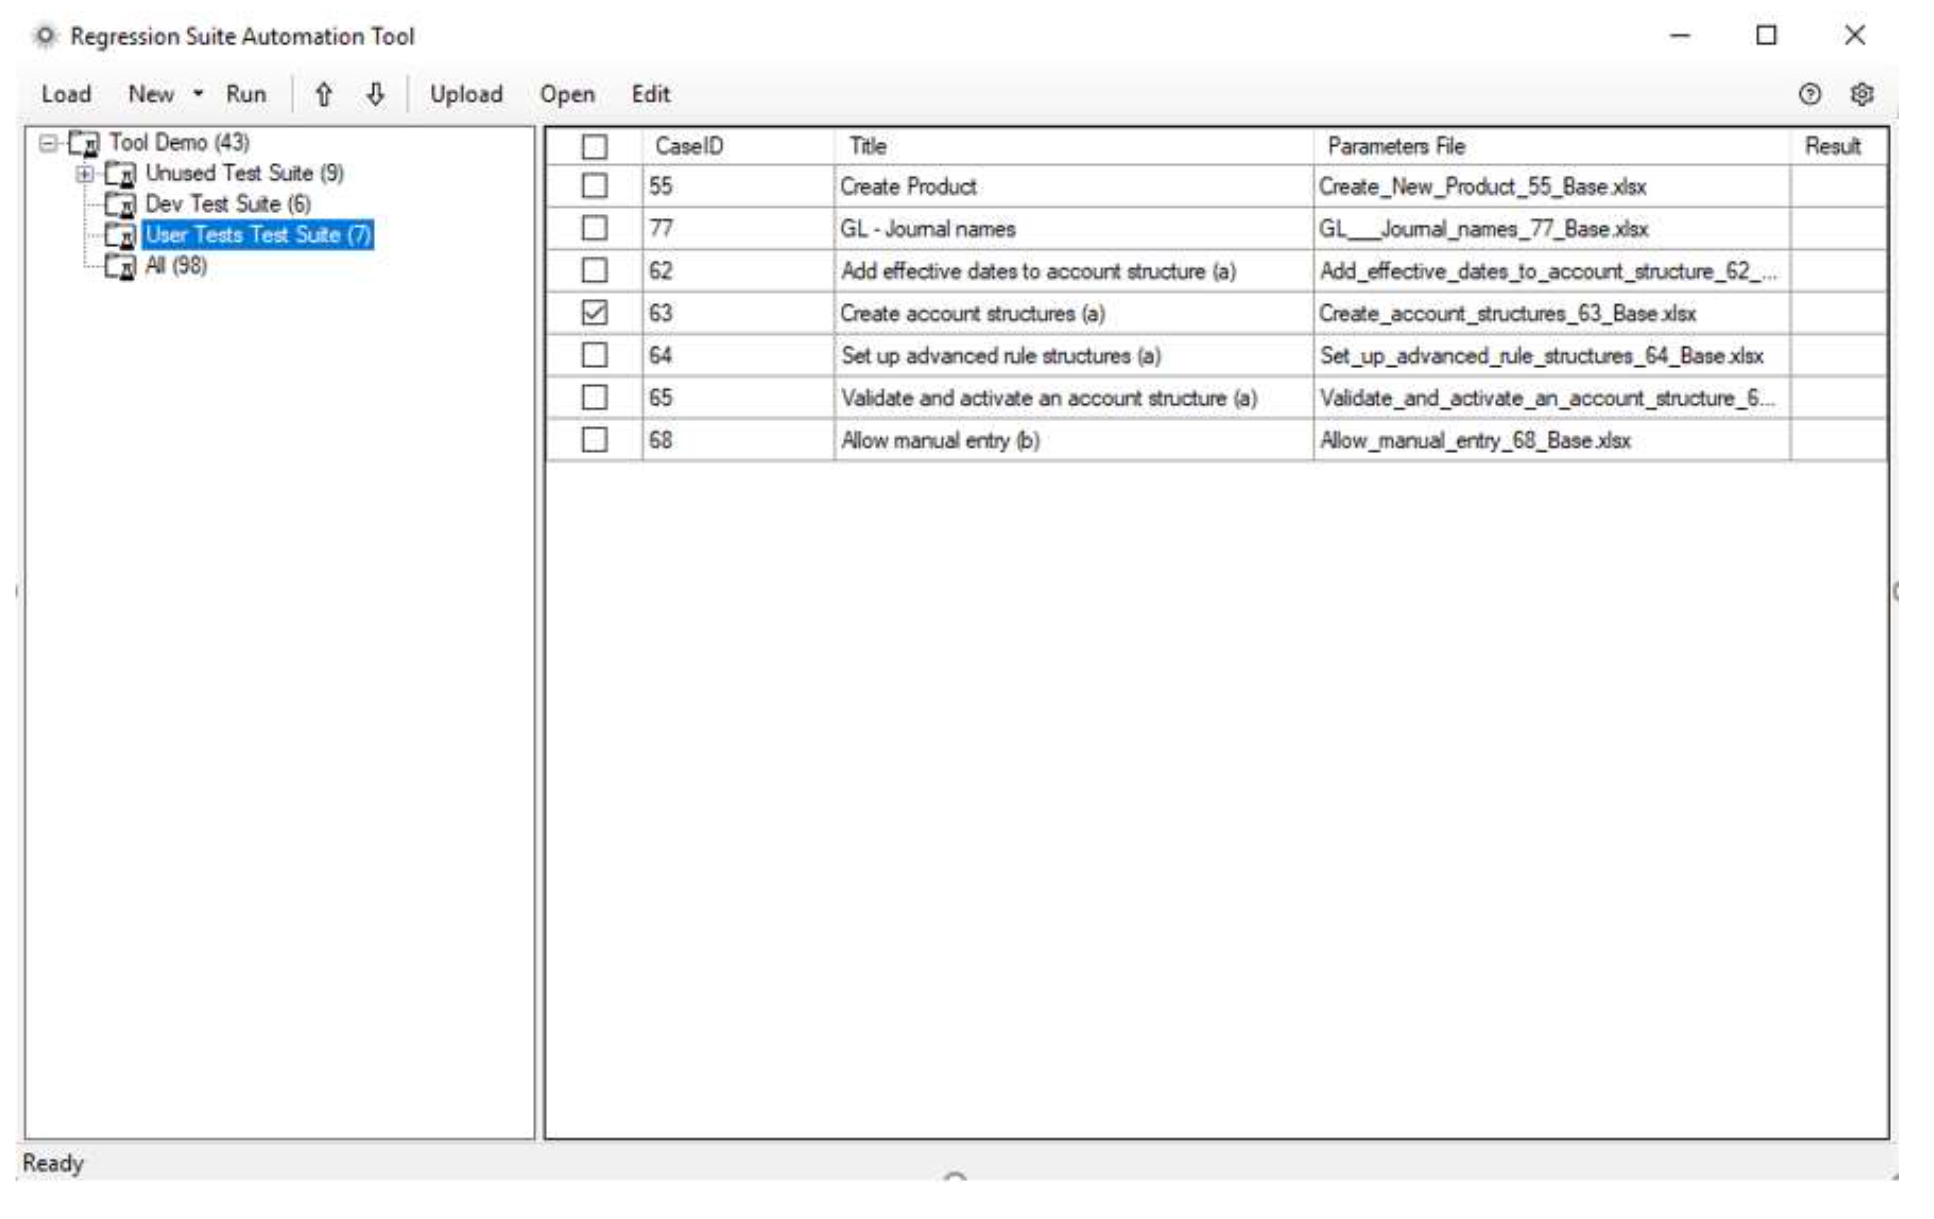 Regression Suite Automation Tool
Load New Run Upload Open Edit
Tool Demo (43)
Unused Test Suite (9)
Dev Test Suite (6)
User Tests Test Suite (7)
All (98)
CaseID Title Parameters File Result
55 Create Product Create_New_Product_55_Base.xlsx
77 GL - Journal names GL___Journal_names_77_Base.xlsx
62 Add effective dates to account structure (a) Add_effective_dates_to_account_structure_62_...
63 Create account structures (a) Create_account_structures_63_Base.xlsx
64 Set up advanced rule structures (a) Set_up_advanced_rule_structures_64_Base.xlsx
65 Validate and activate an account structure (a) Validate_and_activate_an_account_structure_6...
68 Allow manual entry (b) Allow_manual_entry_68_Base.xlsx
Ready